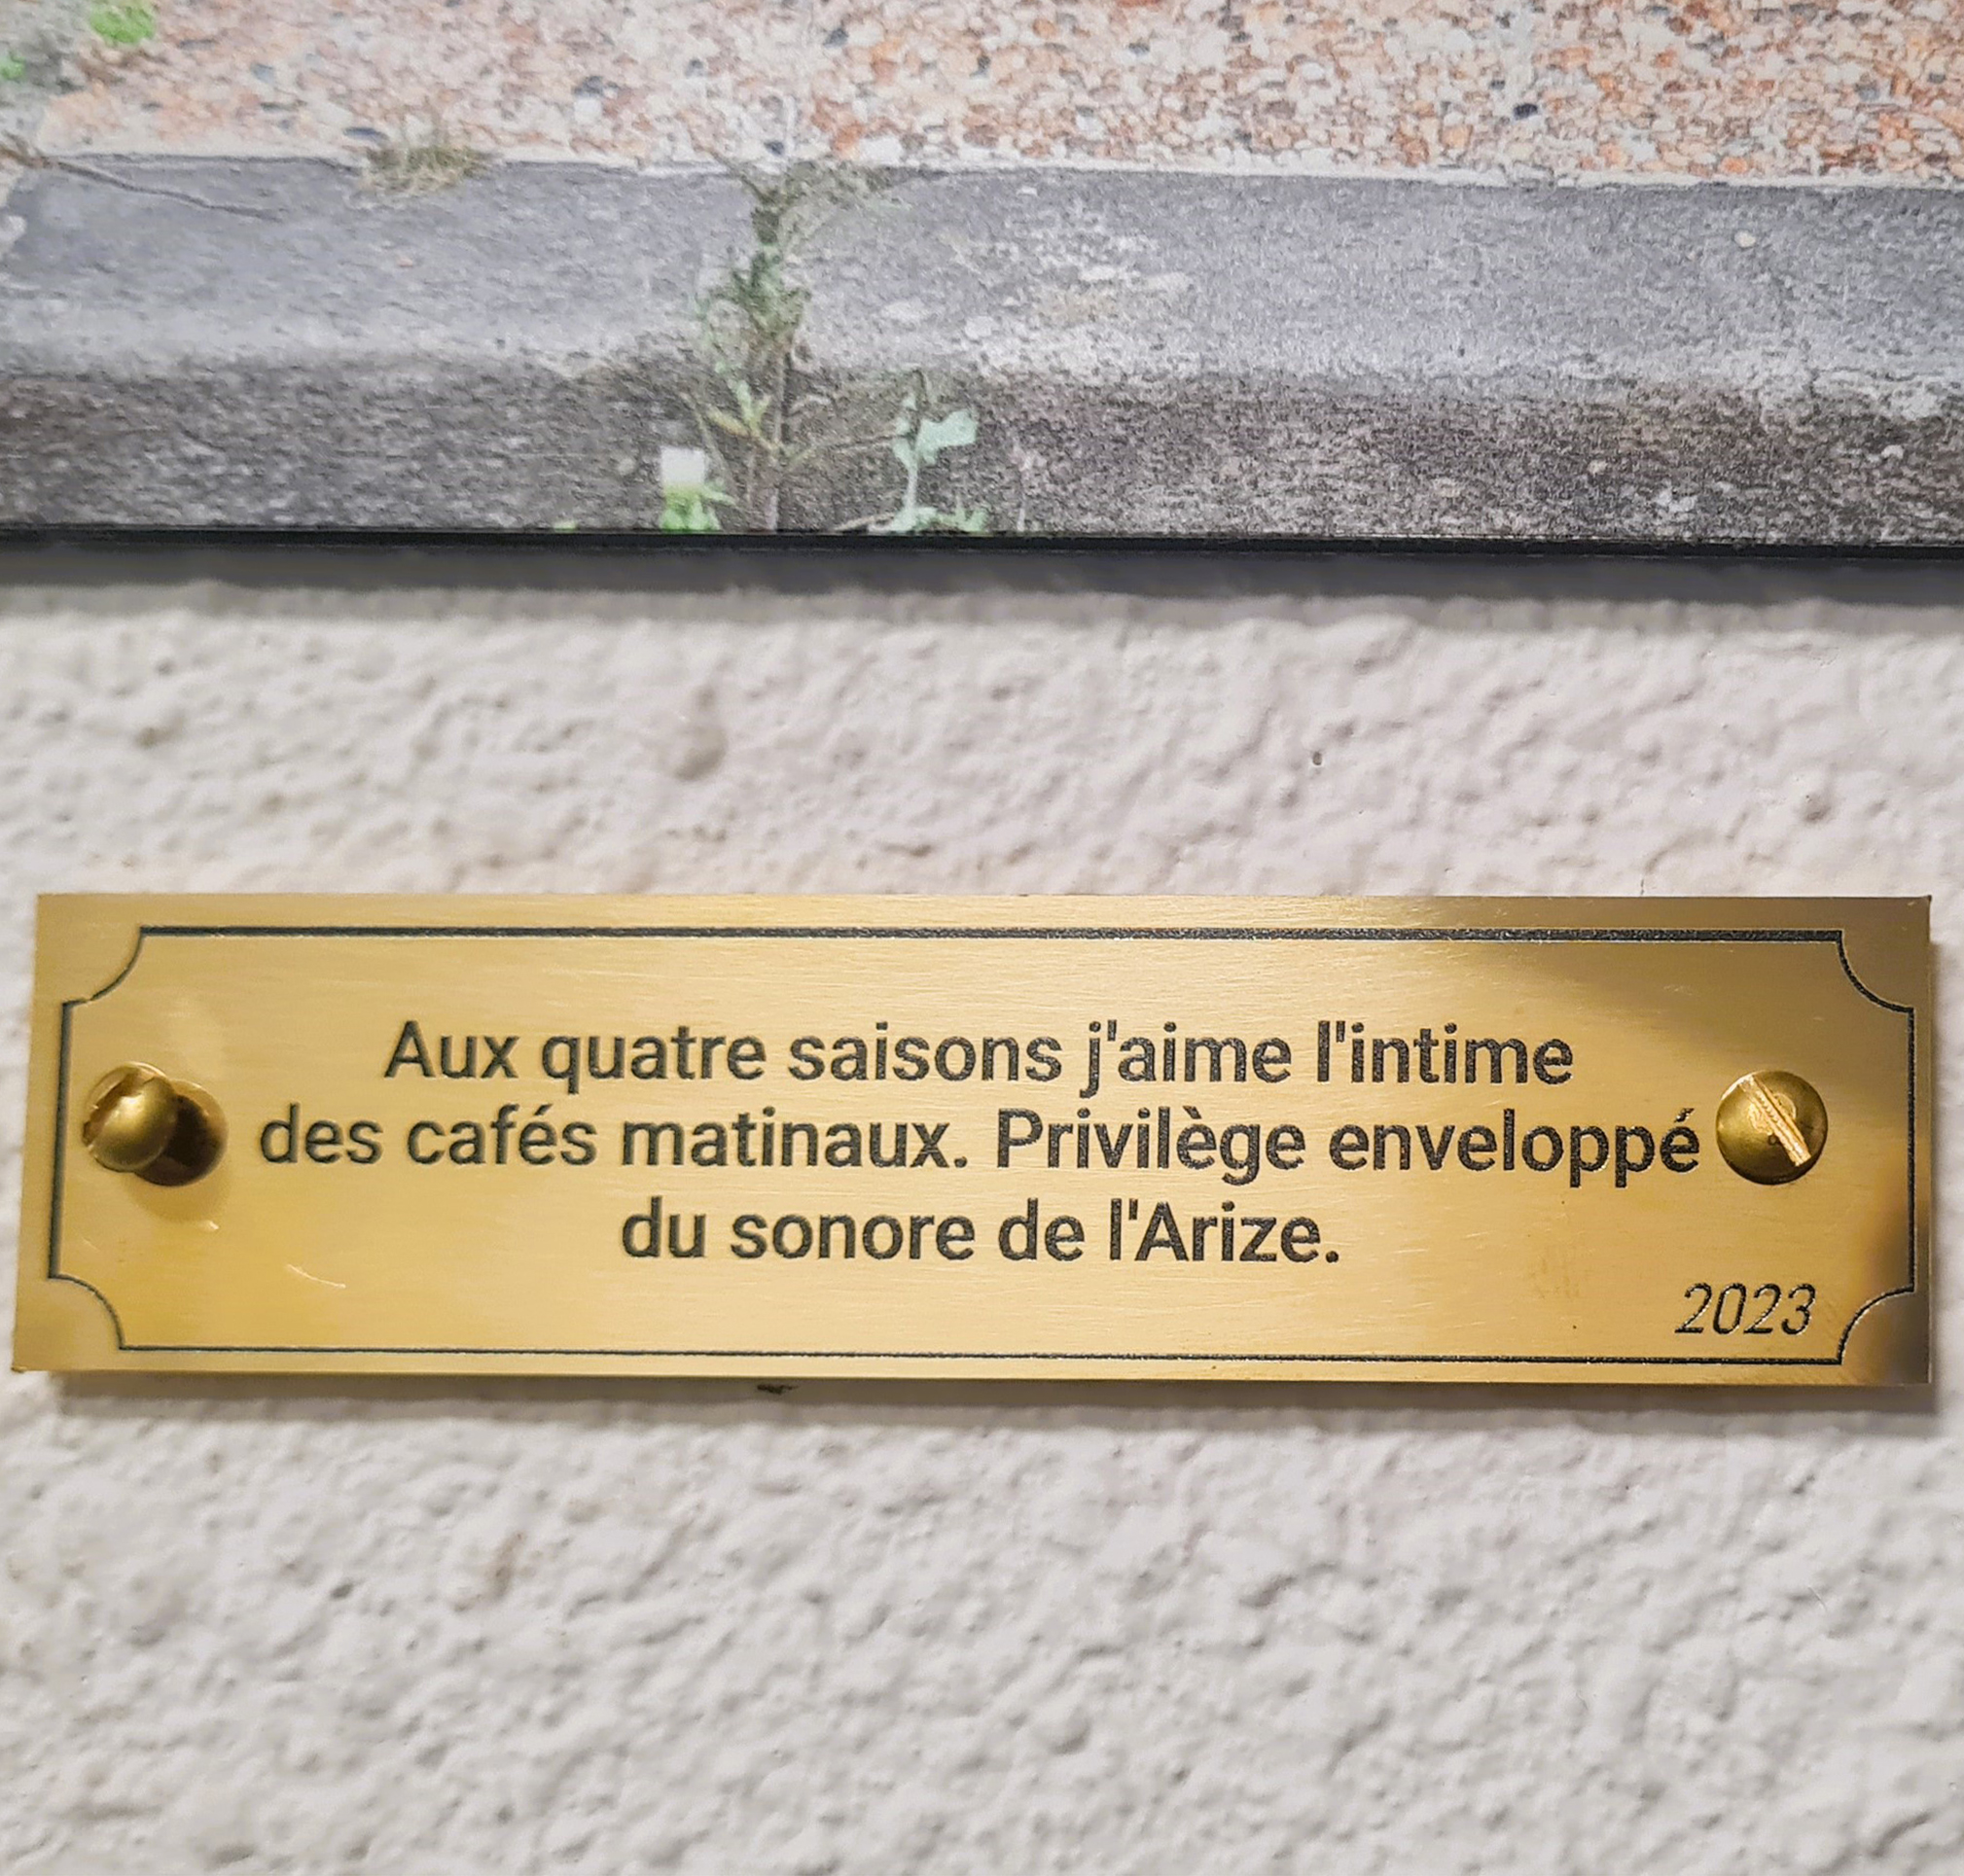 Aux quatre saisons j'aime l'intime
des cafés matinaux. Privilège enveloppé
du sonore de l'Arize.
2023